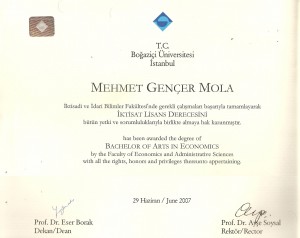 T.C.
Boğaziçi Üniversitesi
İstanbul
MEHMET GENÇER MOLA
İktisadi ve İdari Bilimler Fakültesi'nde gerekli çalışmaları başarıyla tamamlayarak
İKTİSAT LİSANS DERECESİNİ
bütün yetki ve sorumluluklarıyla birlikte almaya hak kazanmıştır.
has been awarded the degree of
BACHELOR OF ARTS IN ECONOMICS
by the Faculty of Economics and Administrative Sciences
with all the rights, honors and privileges thereunto appertaining.
29 Haziran / June 2007
Prof. Dr. Eser Borak
Dekan/Dean
Prof. Dr. Ayşe Soysal
Rektör/Rector